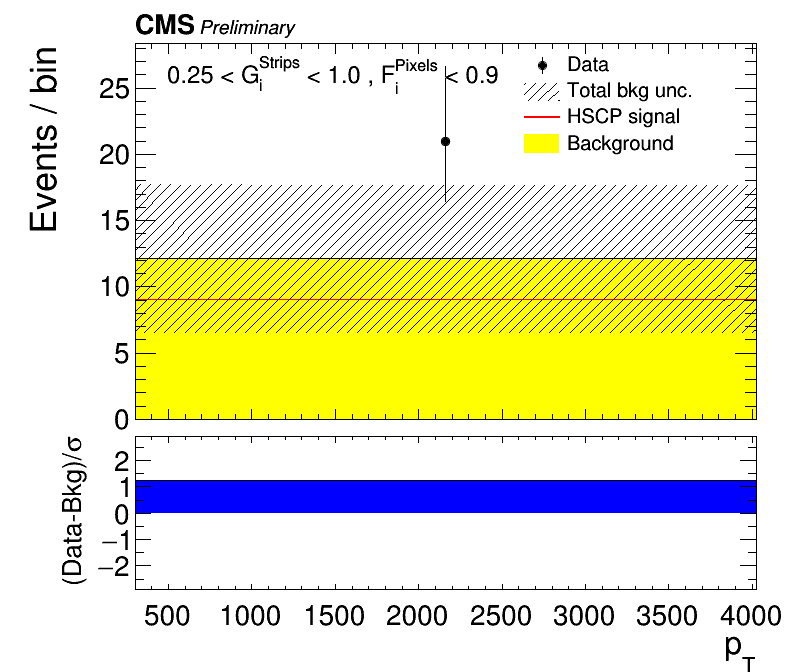 CMS Preliminary
0.25 < G_i^Strips < 1.0 , F_i^Pixels < 0.9
Data
Total bkg unc.
HSCP signal
Background
Events / bin
25
20
15
10
5
0
(Data-Bkg)/σ
2
1
0
−1
−2
500 1000 1500 2000 2500 3000 3500 4000
p_T